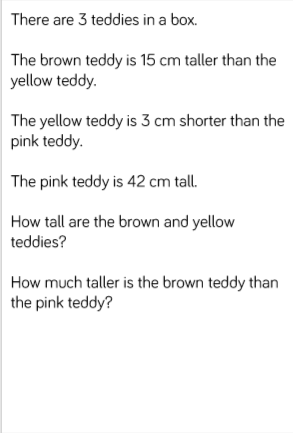 There are 3 teddies in a box.
The brown teddy is 15 cm taller than the
yellow teddy.
The yellow teddy is 3 cm shorter than the
pink teddy.
The pink teddy is 42 cm tall.
How tall are the brown and yellow
teddies?
How much taller is the brown teddy than
the pink teddy?